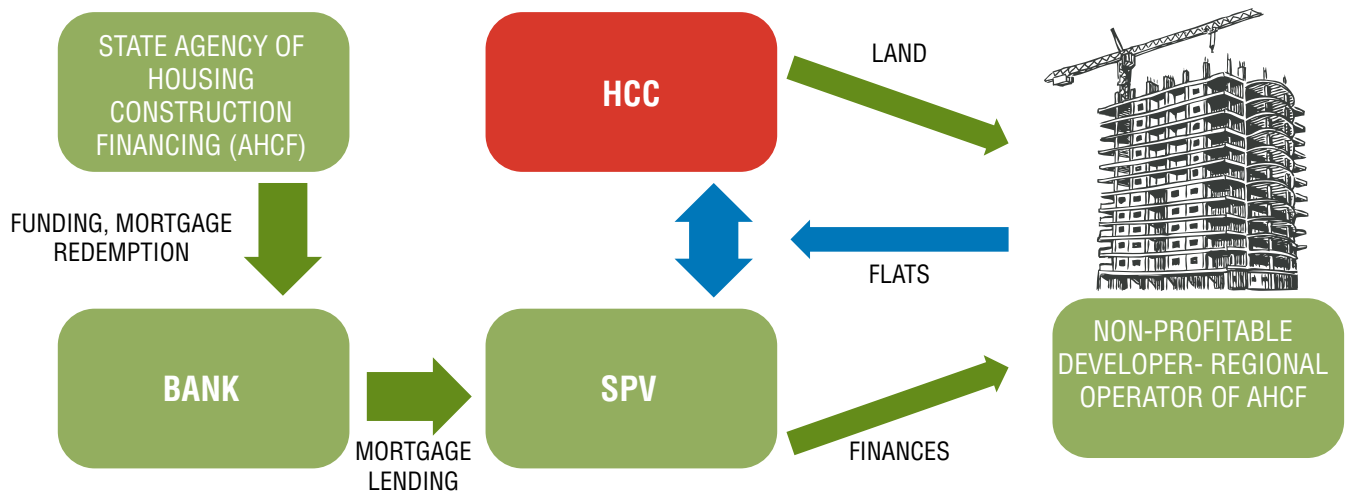 STATE AGENCY OF
HOUSING
CONSTRUCTION
FINANCING (AHCF)
HCC
LAND
FUNDING, MORTGAGE
REDEMPTION
FLATS
BANK
SPV
NON-PROFITABLE
DEVELOPER- REGIONAL
OPERATOR OF AHCF
MORTGAGE
LENDING
FINANCES